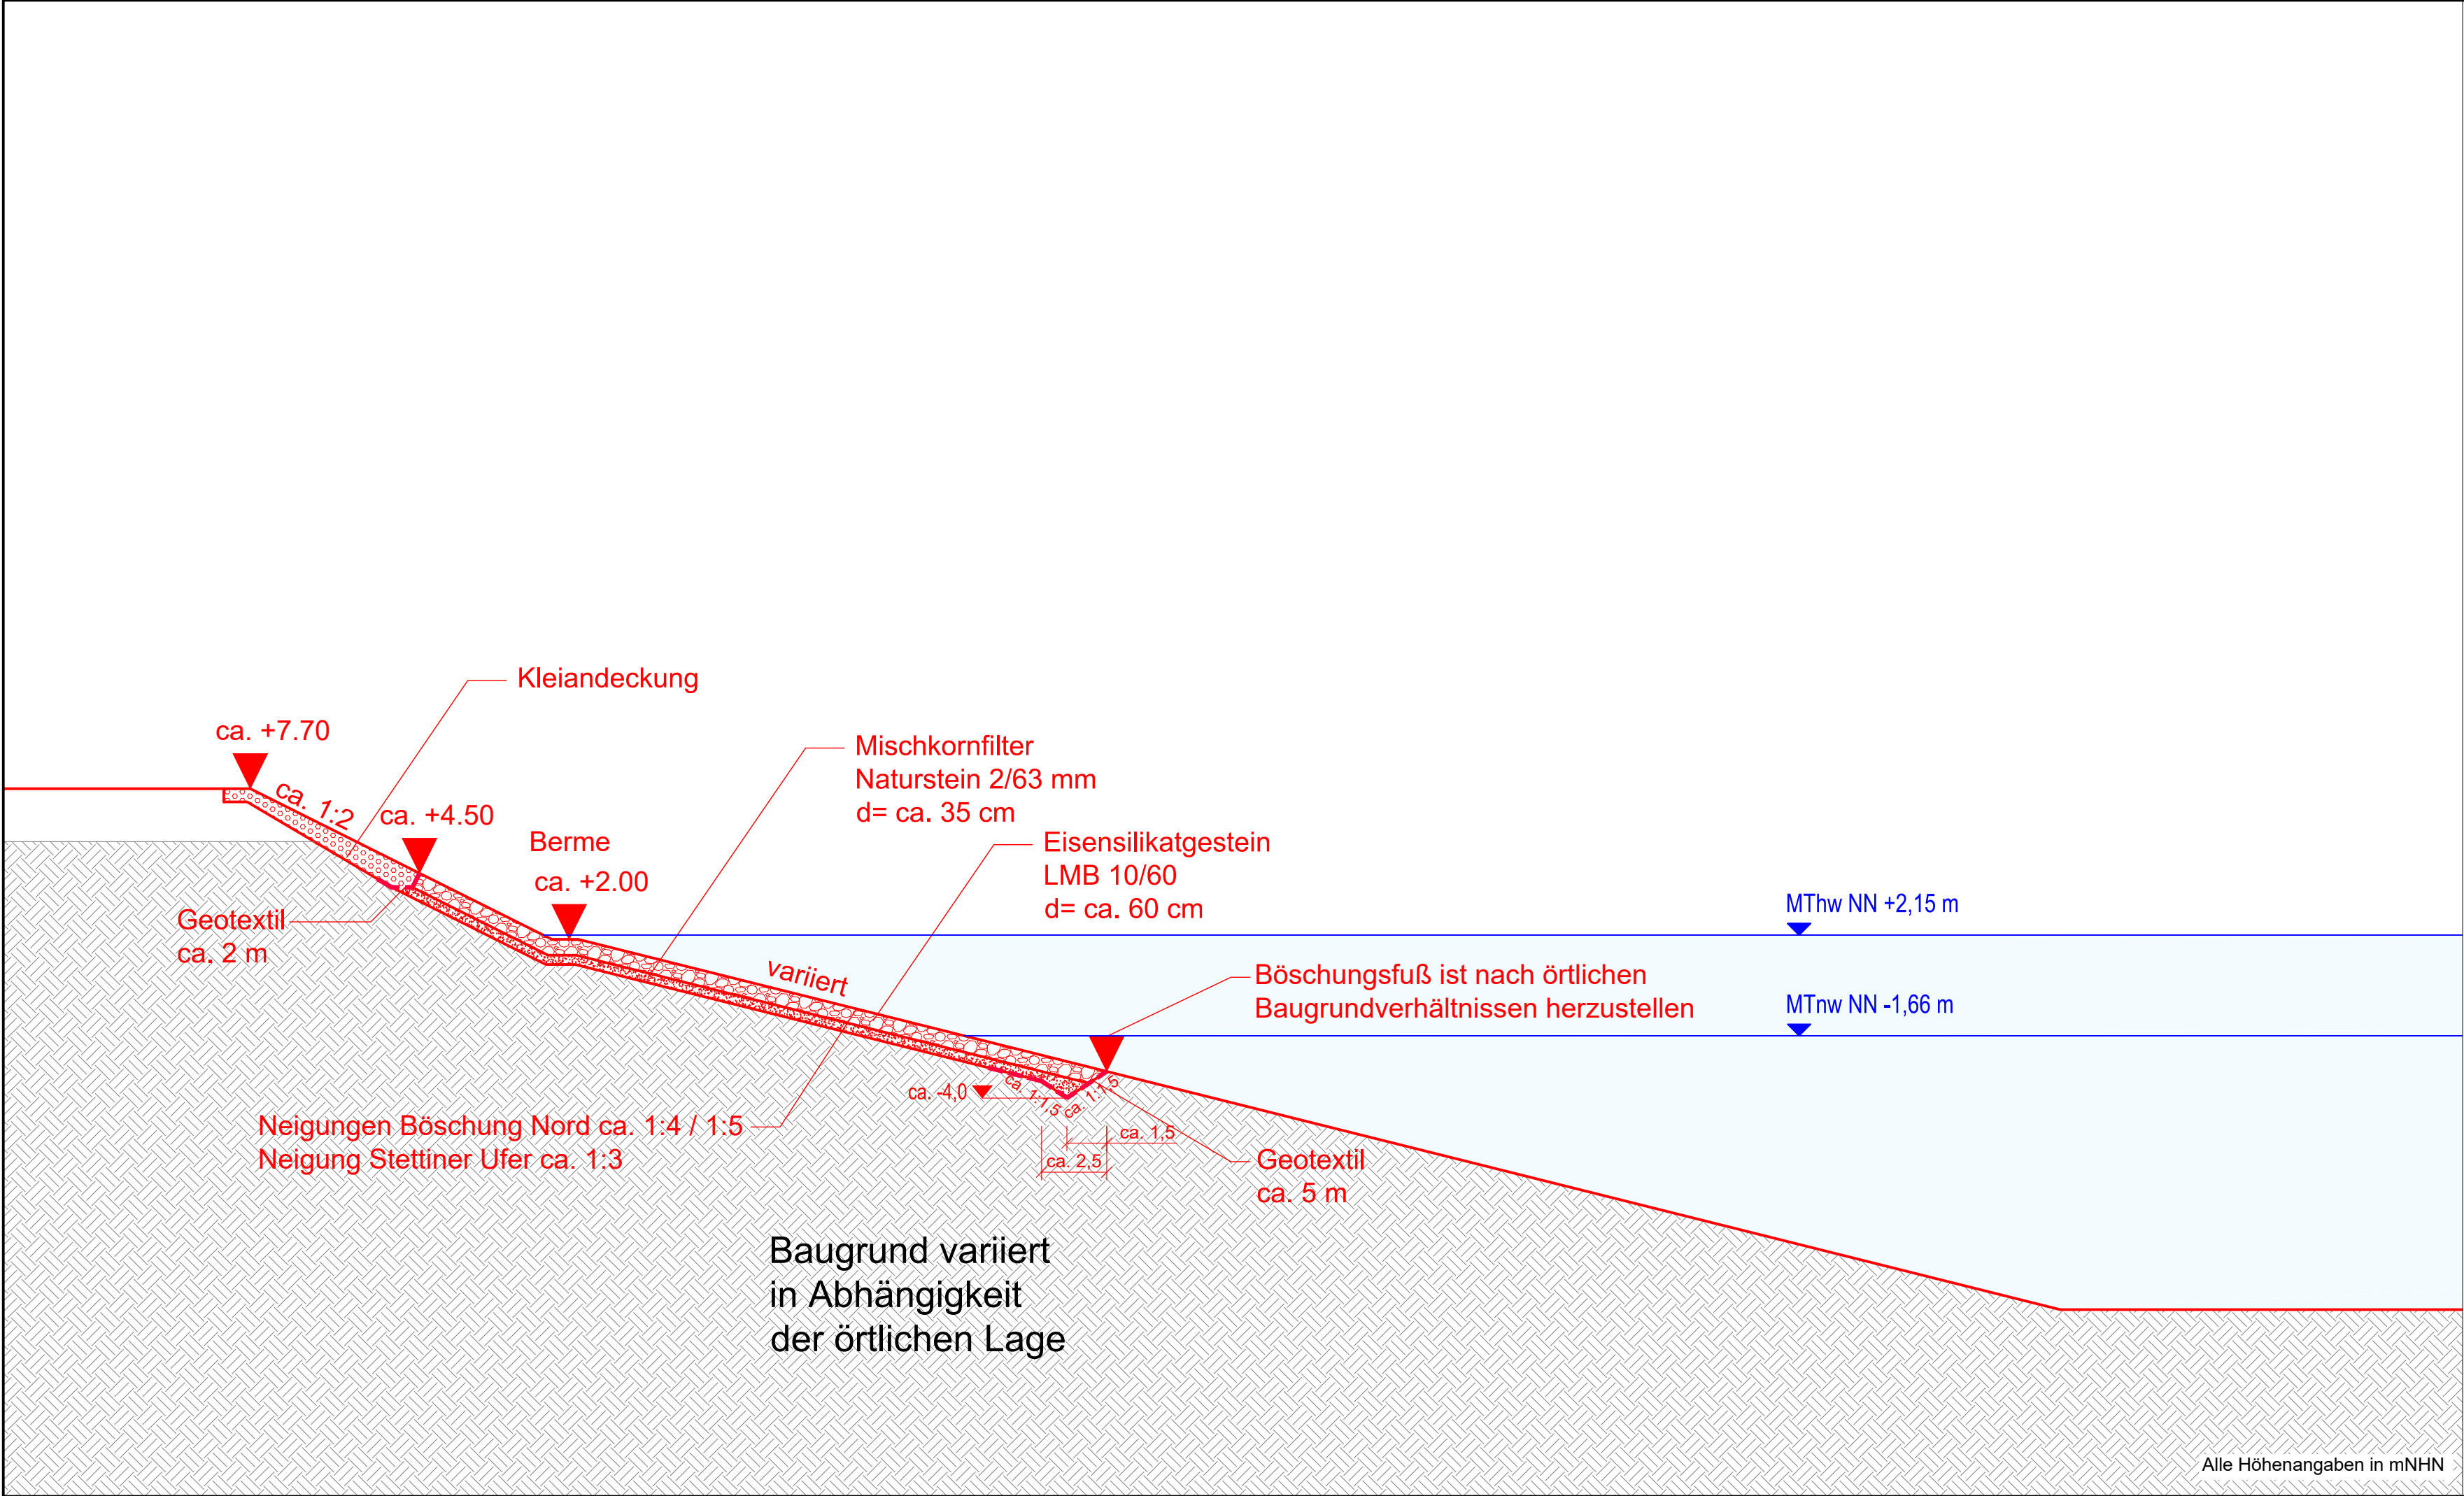 Kleiandeckung
ca. +7.70
Mischkornfilter
Naturstein 2/63 mm
d= ca. 35 cm
ca. 1:2
ca. +4.50
Berme
ca. +2.00
Eisensilikatgestein
LMB 10/60
d= ca. 60 cm
MThw NN +2,15 m
Geotextil
ca. 2 m
variiert
Böschungsfuß ist nach örtlichen
Baugrundverhältnissen herzustellen
MTnw NN -1,66 m
ca. -4,0
ca. 1:1,5
ca. 1:1,5
Neigungen Böschung Nord ca. 1:4 / 1:5
Neigung Stettiner Ufer ca. 1:3
ca. 1,5
ca. 2,5
Geotextil
ca. 5 m
Baugrund variiert
in Abhängigkeit
der örtlichen Lage
Alle Höhenangaben in mNHN